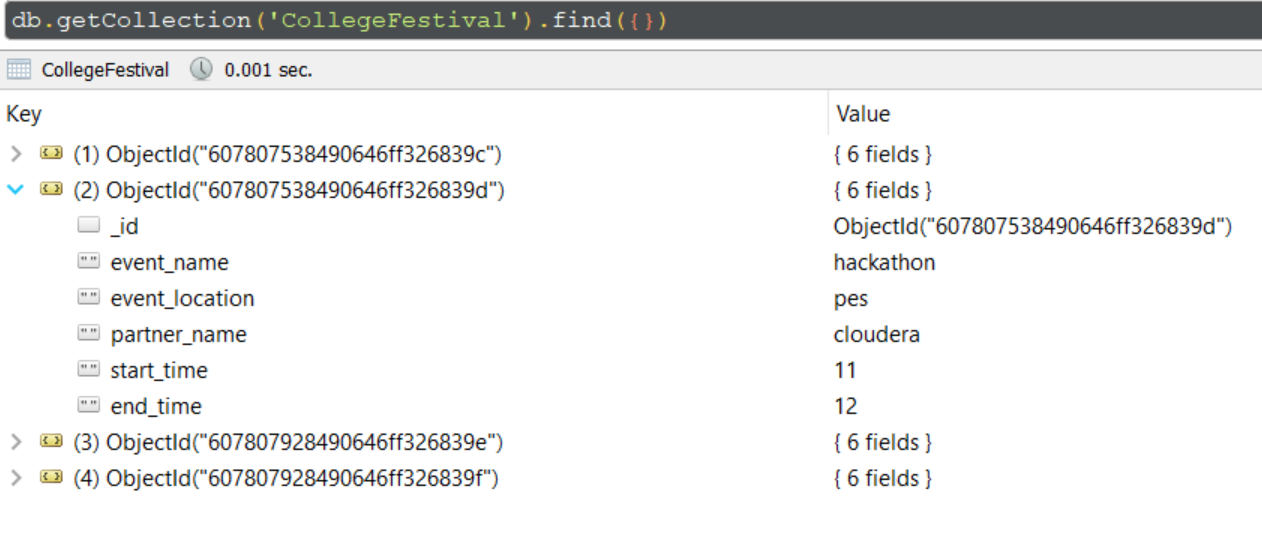 db.getCollection('CollegeFestival').find({})
CollegeFestival 0.001 sec.
Key Value
(1) ObjectId("607807538490646ff326839c") { 6 fields }
(2) ObjectId("607807538490646ff326839d") { 6 fields }
_id ObjectId("607807538490646ff326839d")
event_name hackathon
event_location pes
partner_name cloudera
start_time 11
end_time 12
(3) ObjectId("607807928490646ff326839e") { 6 fields }
(4) ObjectId("607807928490646ff326839f") { 6 fields }